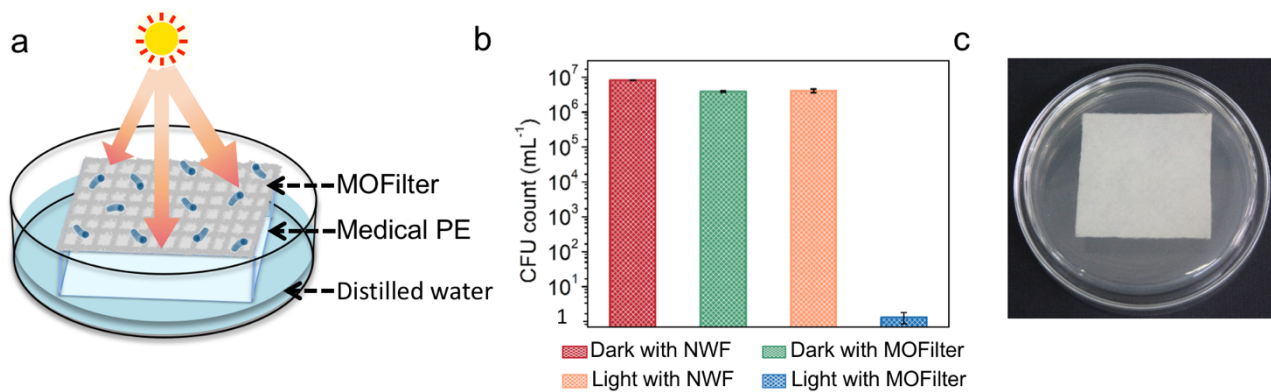 a
MOFilter
Medical PE
Distilled water
b
CFU count (mL⁻¹)
10⁷
10⁶
10⁵
10⁴
10³
10²
10¹
1
Dark with NWF
Dark with MOFilter
Light with NWF
Light with MOFilter
c